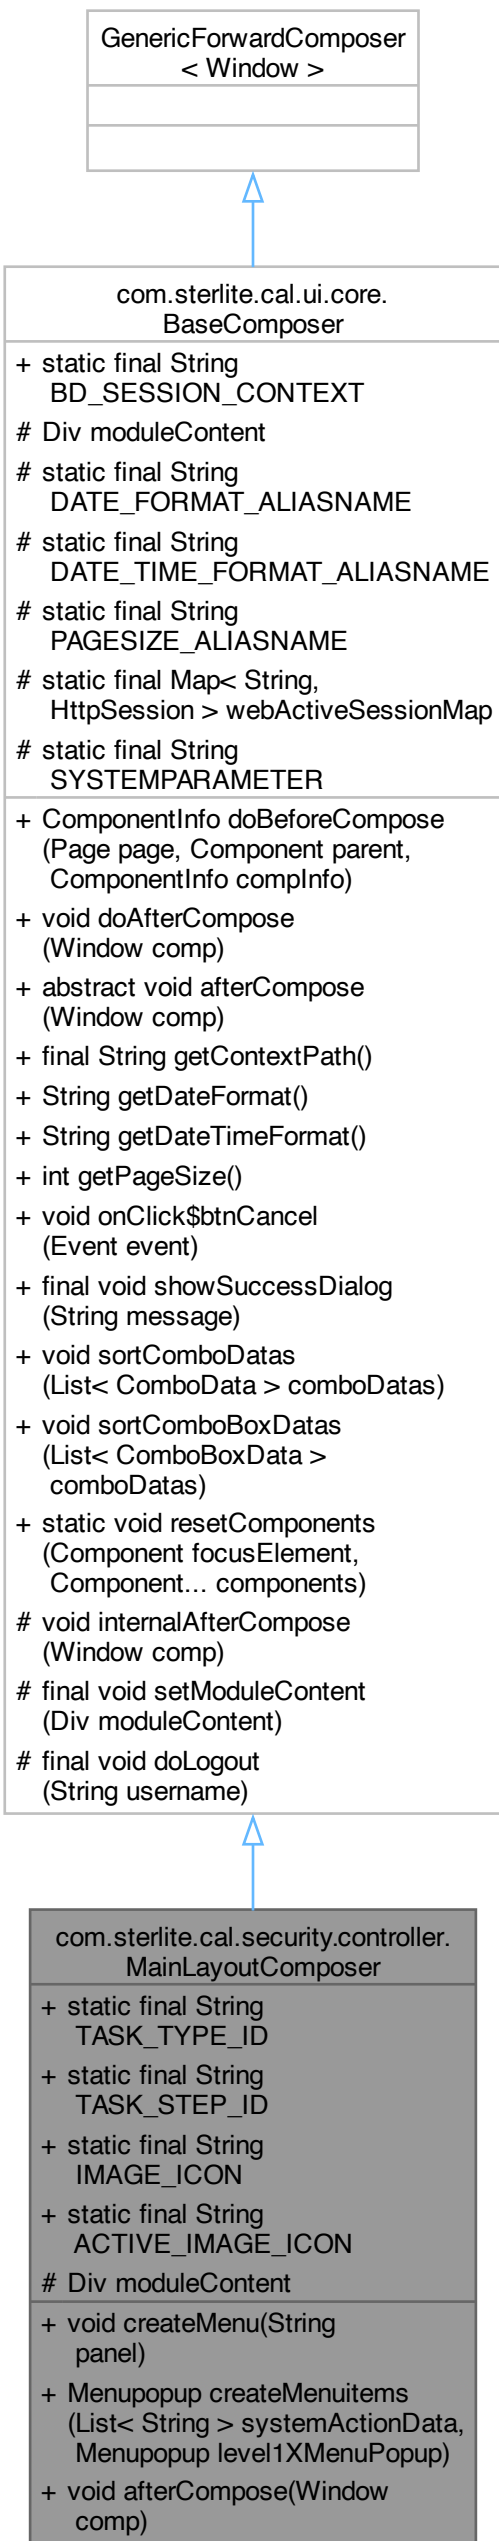 GenericForwardComposer
< Window >
com.sterlite.cal.ui.core.
BaseComposer
+ static final String
BD_SESSION_CONTEXT
# Div moduleContent
# static final String
DATE_FORMAT_ALIASNAME
# static final String
DATE_TIME_FORMAT_ALIASNAME
# static final String
PAGESIZE_ALIASNAME
# static final Map< String,
HttpSession > webActiveSessionMap
# static final String
SYSTEMPARAMETER
+ ComponentInfo doBeforeCompose
(Page page, Component parent,
ComponentInfo compInfo)
+ void doAfterCompose
(Window comp)
+ abstract void afterCompose
(Window comp)
+ final String getContextPath()
+ String getDateFormat()
+ String getDateTimeFormat()
+ int getPageSize()
+ void onClick$btnCancel
(Event event)
+ final void showSuccessDialog
(String message)
+ void sortComboDatas
(List< ComboData > comboDatas)
+ void sortComboBoxDatas
(List< ComboBoxData >
comboDatas)
+ static void resetComponents
(Component focusElement,
Component... components)
# void internalAfterCompose
(Window comp)
# final void setModuleContent
(Div moduleContent)
# final void doLogout
(String username)
com.sterlite.cal.security.controller.
MainLayoutComposer
+ static final String
TASK_TYPE_ID
+ static final String
TASK_STEP_ID
+ static final String
IMAGE_ICON
+ static final String
ACTIVE_IMAGE_ICON
# Div moduleContent
+ void createMenu(String
panel)
+ Menupopup createMenuitems
(List< String > systemActionData,
Menupopup level1XMenuPopup)
+ void afterCompose(Window
comp)